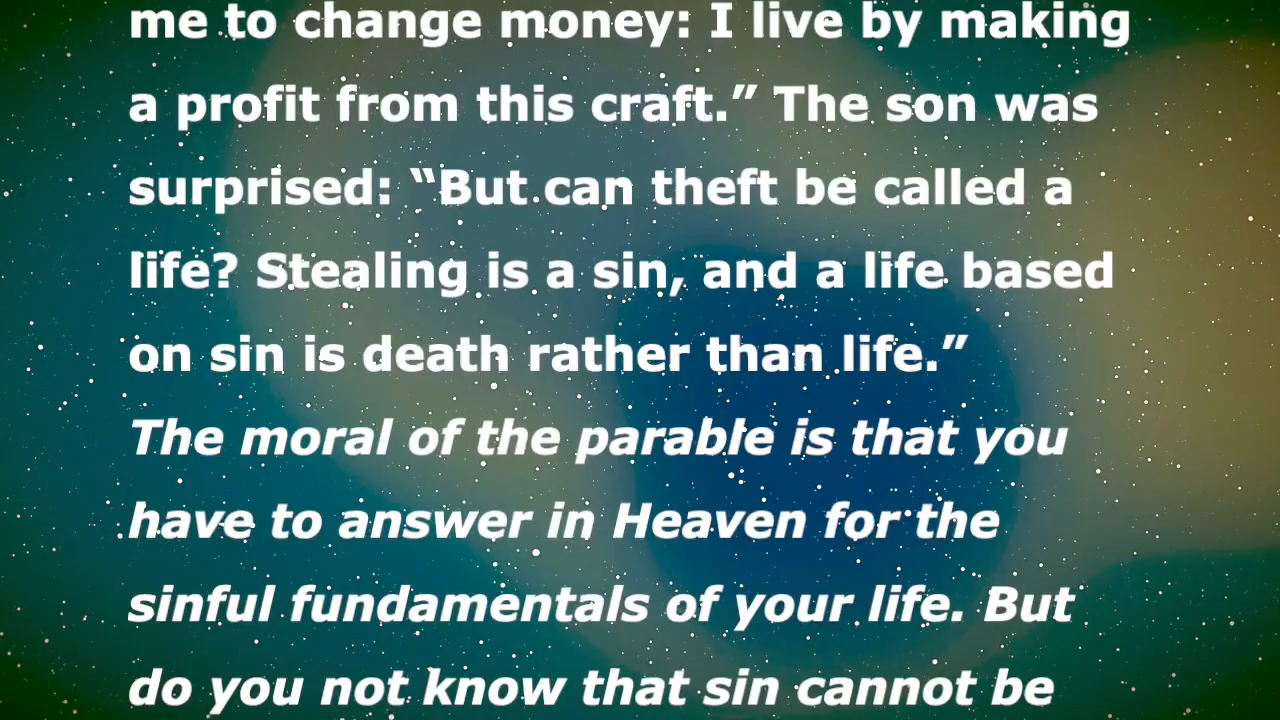 me to change money: I live by making
a profit from this craft.” The son was
surprised: “But can theft be called a
life? Stealing is a sin, and a life based
on sin is death rather than life.”
The moral of the parable is that you
have to answer in Heaven for the
sinful fundamentals of your life. But
do you not know that sin cannot be